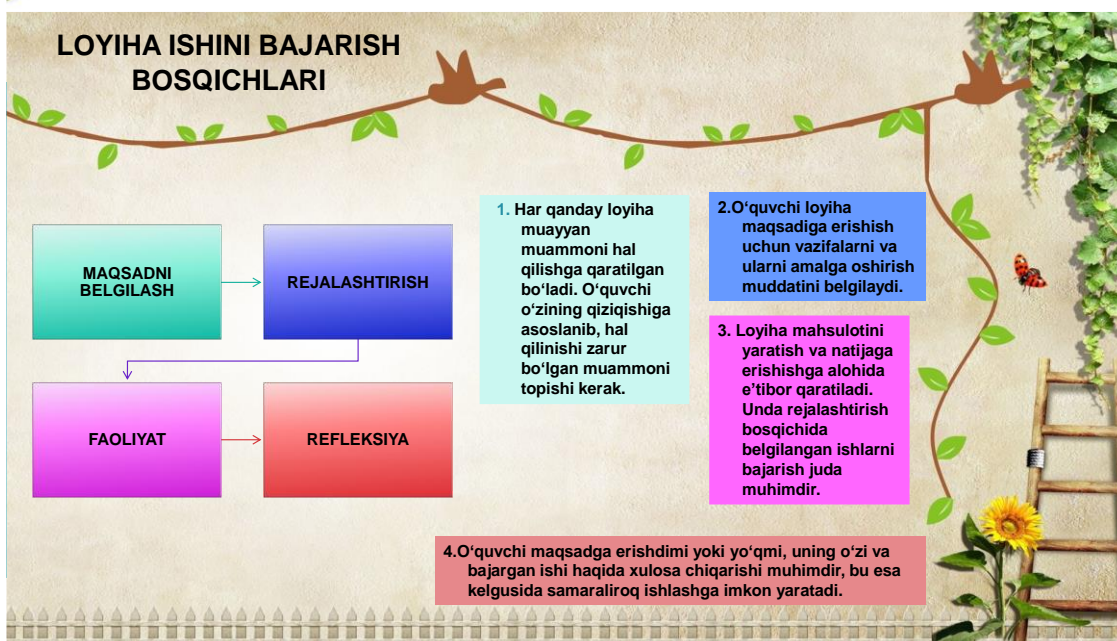 LOYIHA ISHINI BAJARISH
BOSQICHLARI
MAQSADNI
BELGILASH
REJALASHTIRISH
FAOLIYAT
REFLEKSIYA
1. Har qanday loyiha
muayyan
muammoni hal
qilishga qaratilgan
bo‘ladi. O‘quvchi
o‘zining qiziqishiga
asoslanib, hal
qilinishi zarur
bo‘lgan muammoni
topishi kerak.
2.O‘quvchi loyiha
maqsadiga erishish
uchun vazifalarni va
ularni amalga oshirish
muddatini belgilaydi.
3. Loyiha mahsulotini
yaratish va natijaga
erishishga alohida
e’tibor qaratiladi.
Unda rejalashtirish
bosqichida
belgilangan ishlarni
bajarish juda
muhimdir.
4.O‘quvchi maqsadga erishdimi yoki yo‘qmi, uning o‘zi va
bajargan ishi haqida xulosa chiqarishi muhimdir, bu esa
kelgusida samaraliroq ishlashga imkon yaratadi.